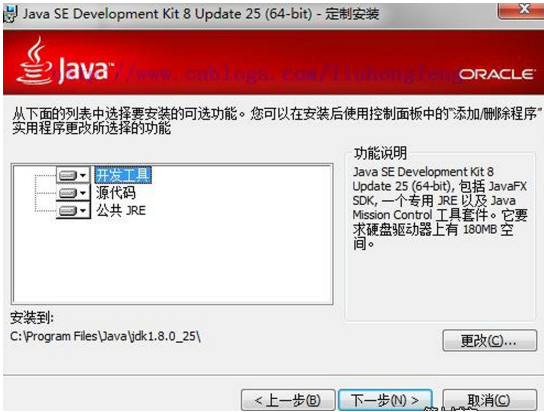 Java SE Development Kit 8 Update 25 (64-bit) - 定制安装
Java
http://www.cnblogs.com/liuhongfeng
ORACLE
从下面的列表中选择要安装的可选功能。您可以在安装后使用控制面板中的“添加/删除程序”
实用程序更改所选择的功能
开发工具
源代码
公共 JRE
功能说明
Java SE Development Kit 8
Update 25 (64-bit), 包括 JavaFX
SDK, 一个专用 JRE 以及 Java
Mission Control 工具套件。它要
求硬盘驱动器上有 180MB 空
间。
安装到:
C:\Program Files\Java\jdk1.8.0_25\
更改(C)...
< 上一步(B)
下一步(N) >
取消(C)